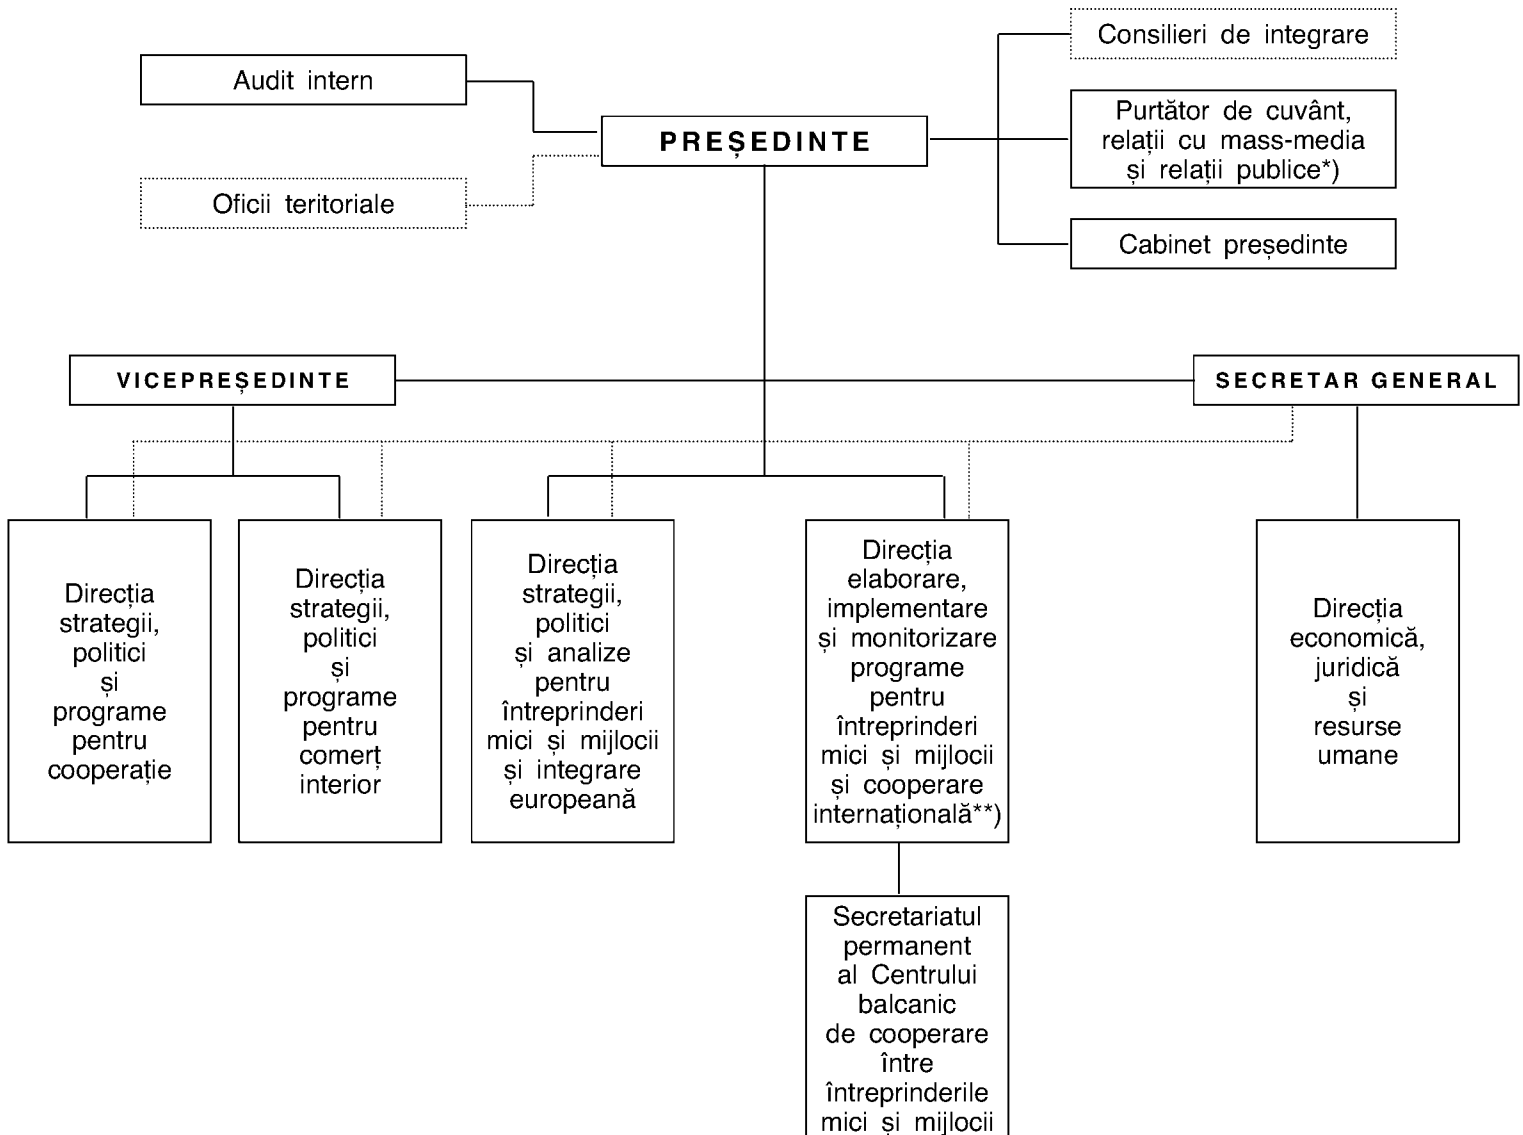 Consilieri de integrare
Audit intern
Purtător de cuvânt,
relații cu mass-media
și relații publice*)
PREȘEDINTE
Oficii teritoriale
Cabinet președinte
VICEPREȘEDINTE
SECRETAR GENERAL
Direcția
strategii,
politici
și
programe
pentru
cooperație
Direcția
strategii,
politici
și
programe
pentru
comerț
interior
Direcția
strategii,
politici
și analize
pentru
întreprinderi
mici și mijlocii
și integrare
europeană
Direcția
elaborare,
implementare
și monitorizare
programe
pentru
întreprinderi
mici și mijlocii
și cooperare
internațională**)
Direcția
economică,
juridică
și
resurse
umane
Secretariatul
permanent
al Centrului
balcanic
de cooperare
între
întreprinderile
mici și mijlocii